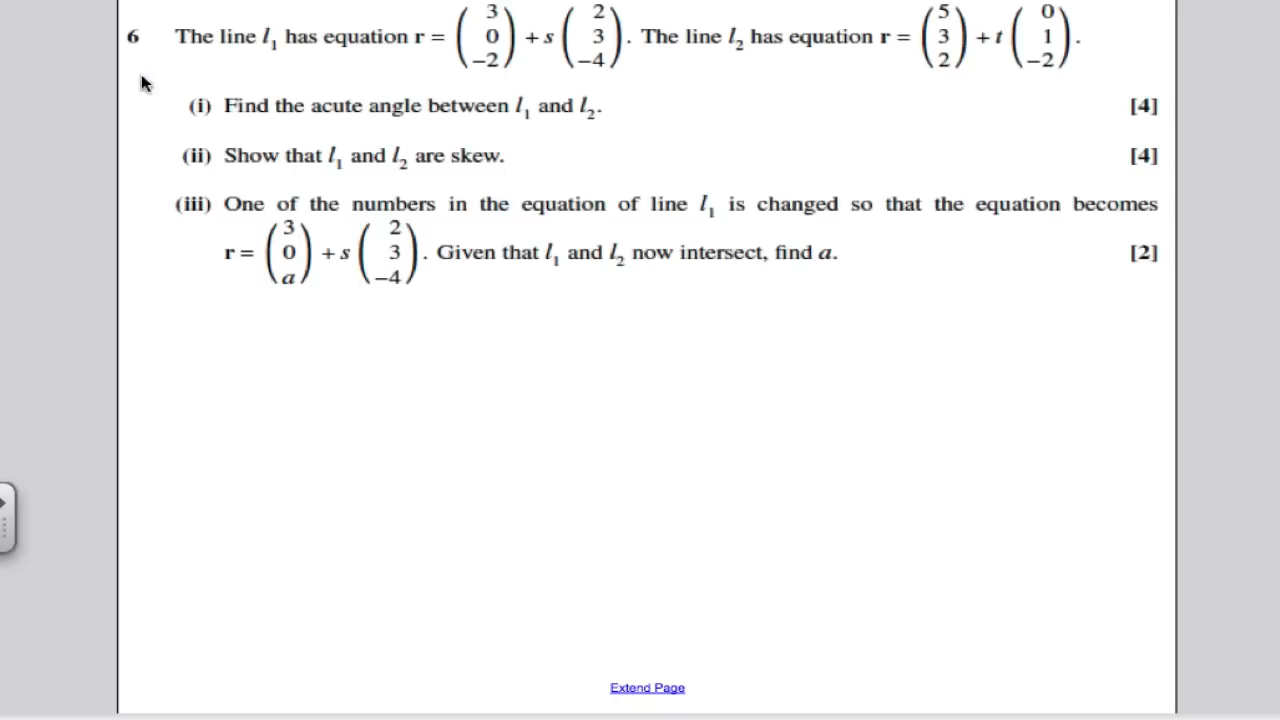 6 The line l₁ has equation r = (3 0 −2) + s(2 3 −4). The line l₂ has equation r = (5 3 2) + t(0 1 −2).
(i) Find the acute angle between l₁ and l₂. [4]
(ii) Show that l₁ and l₂ are skew. [4]
(iii) One of the numbers in the equation of line l₁ is changed so that the equation becomes
r = (3 0 a) + s(2 3 −4). Given that l₁ and l₂ now intersect, find a. [2]
Extend Page